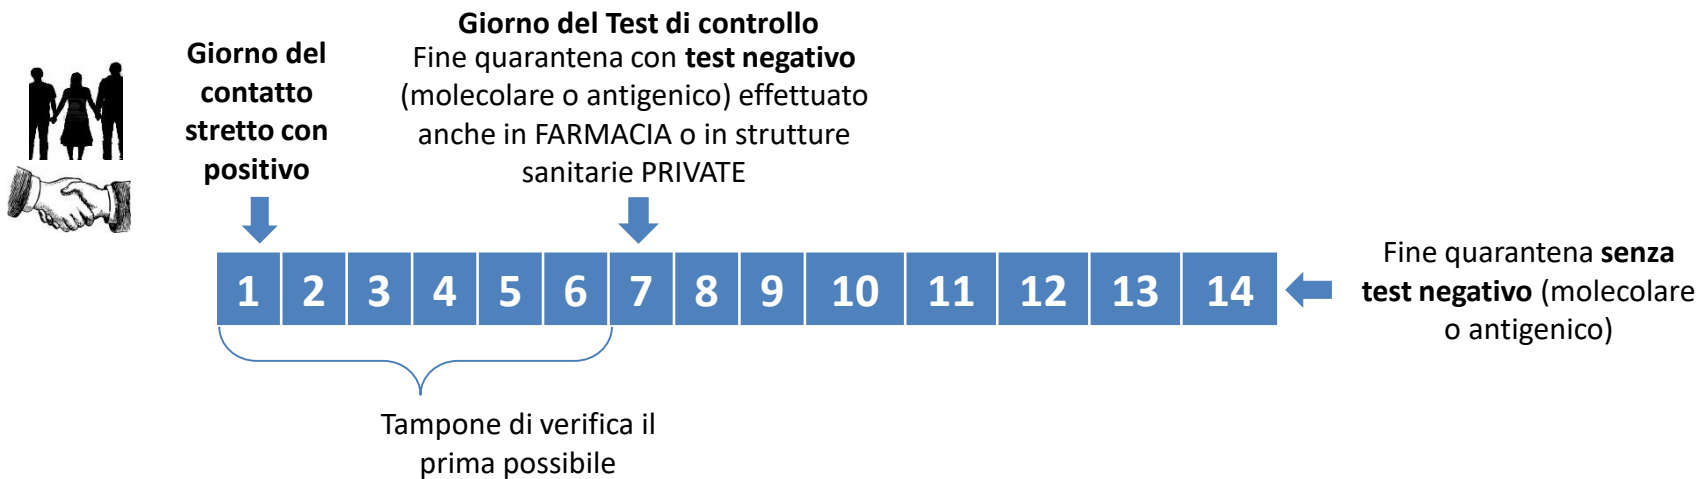 Giorno del
contatto
stretto con
positivo
Giorno del Test di controllo
Fine quarantena con test negativo
(molecolare o antigenico) effettuato
anche in FARMACIA o in strutture
sanitarie PRIVATE
1 2 3 4 5 6 7 8 9 10 11 12 13 14
Fine quarantena senza
test negativo (molecolare
o antigenico)
Tampone di verifica il
prima possibile